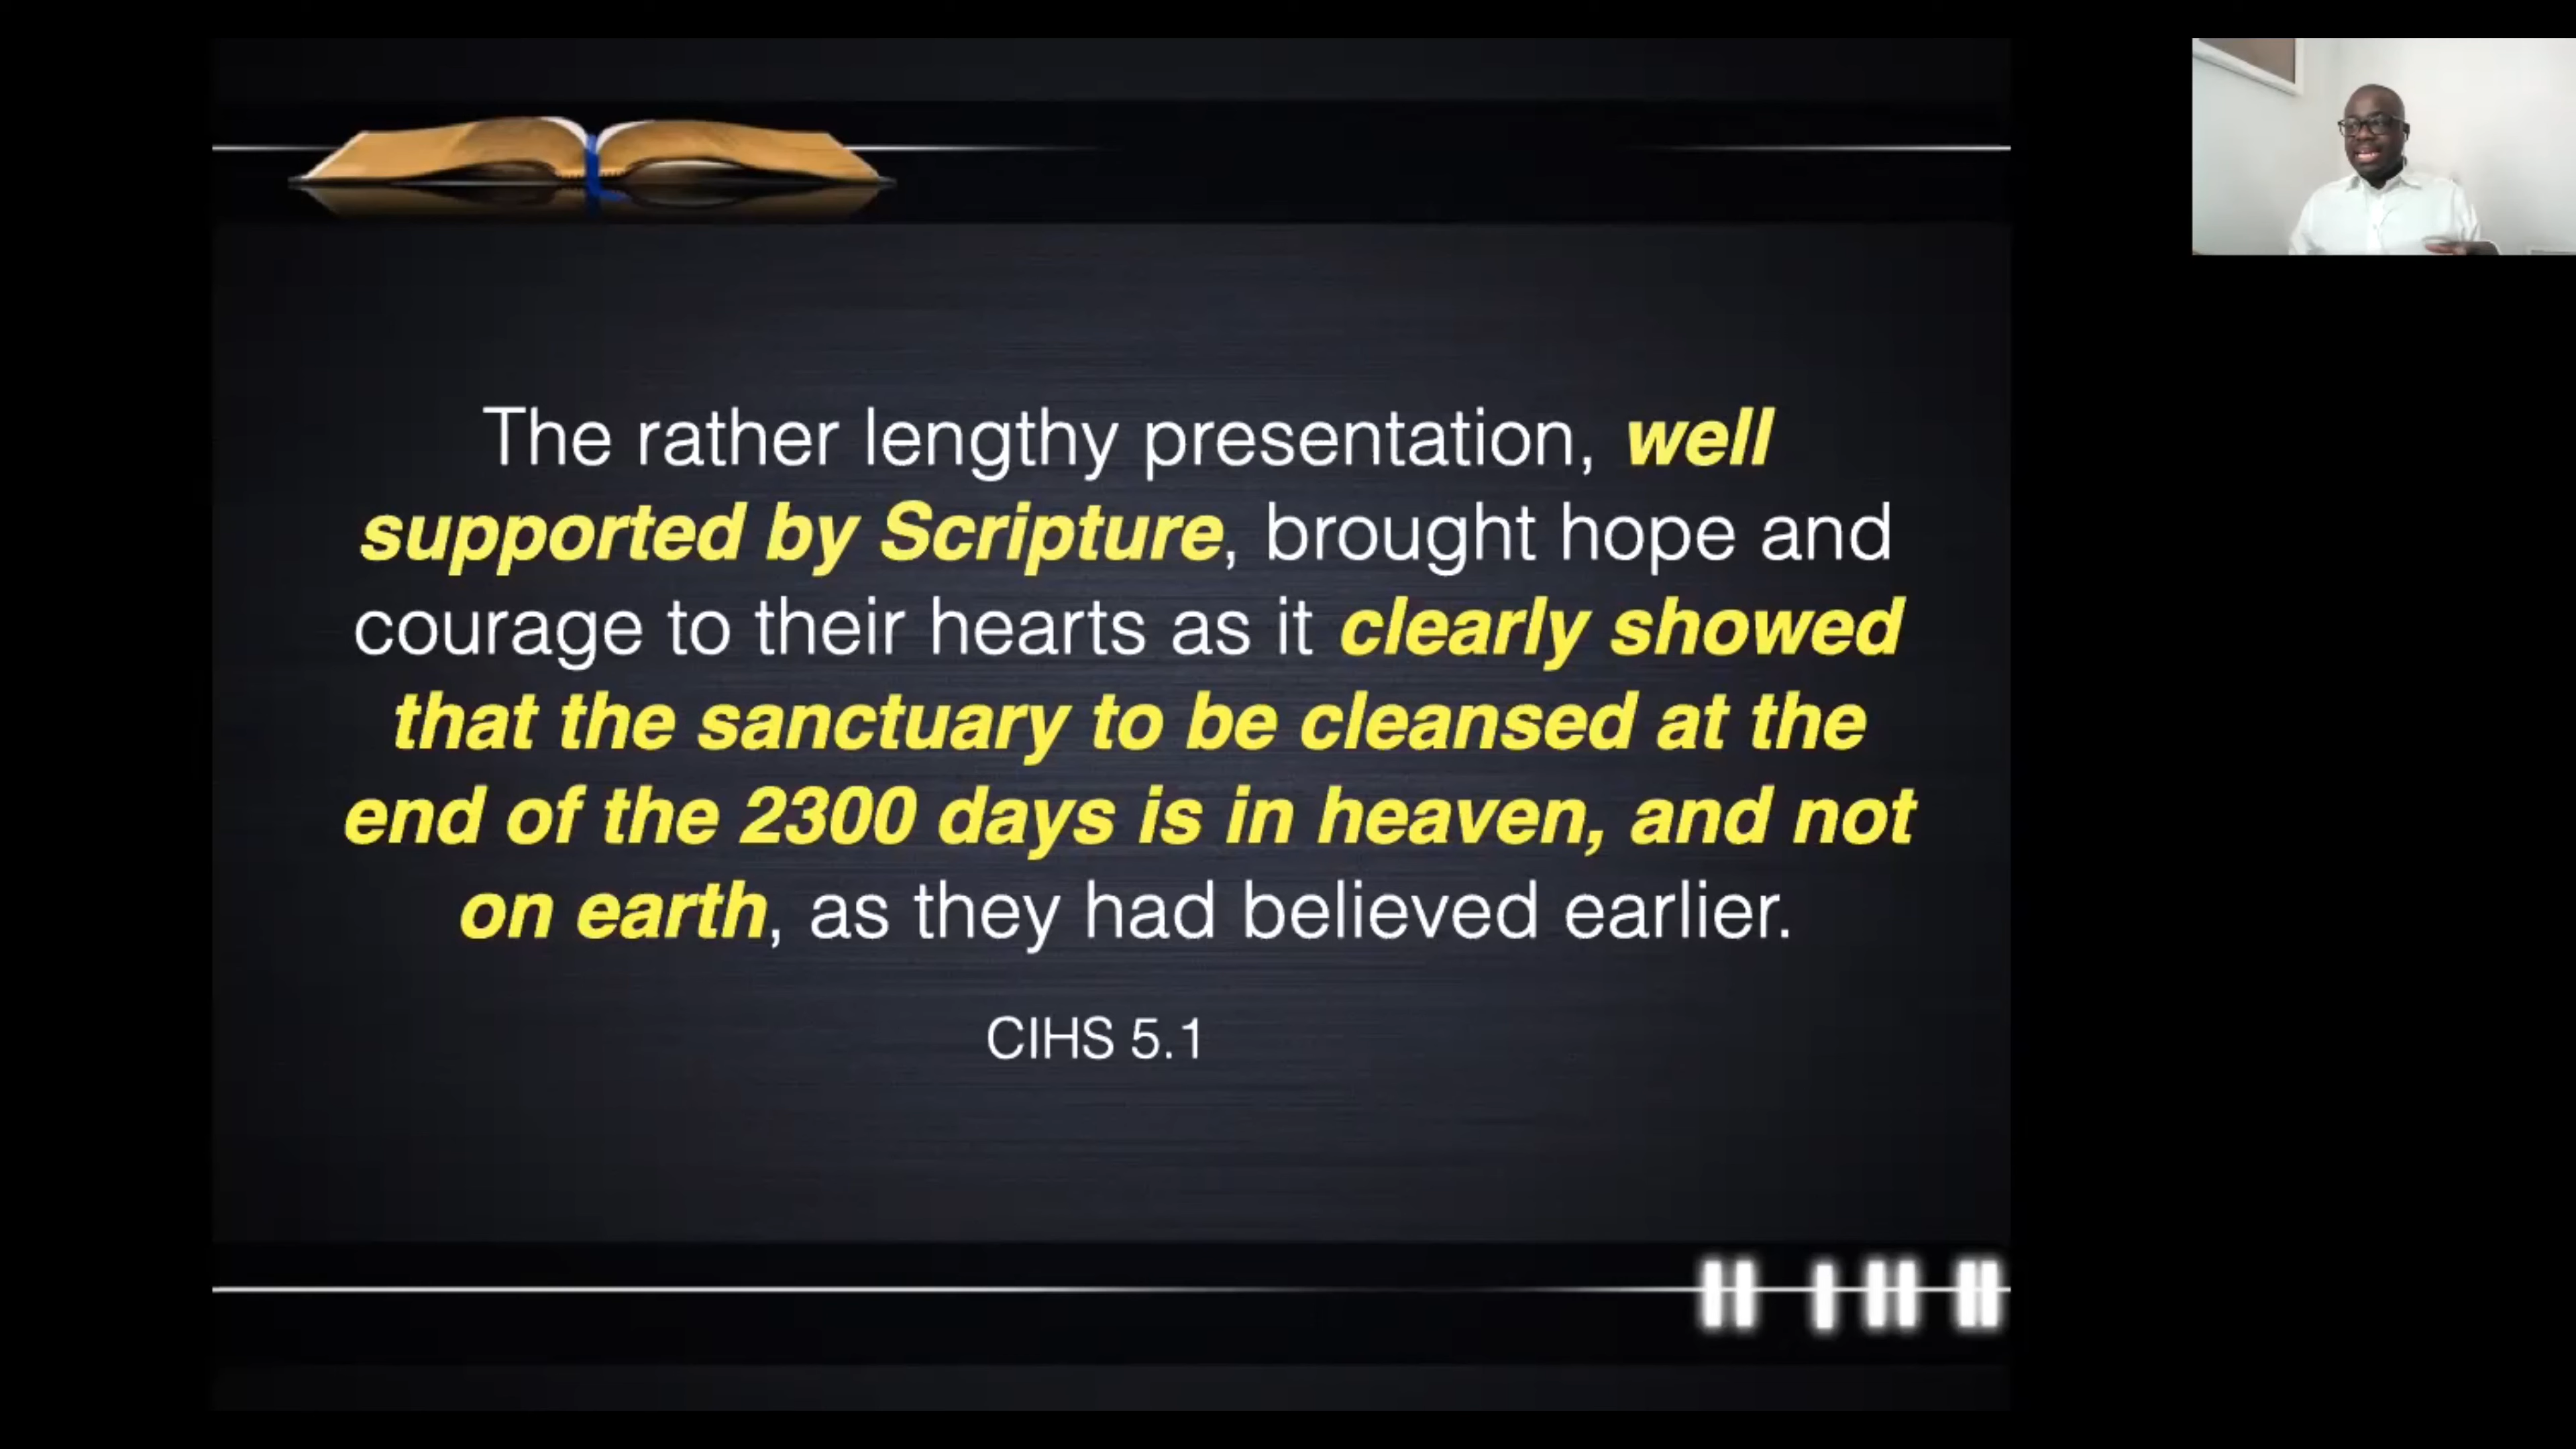 The rather lengthy presentation, well
supported by Scripture, brought hope and
courage to their hearts as it clearly showed
that the sanctuary to be cleansed at the
end of the 2300 days is in heaven, and not
on earth, as they had believed earlier.
CIHS 5.1